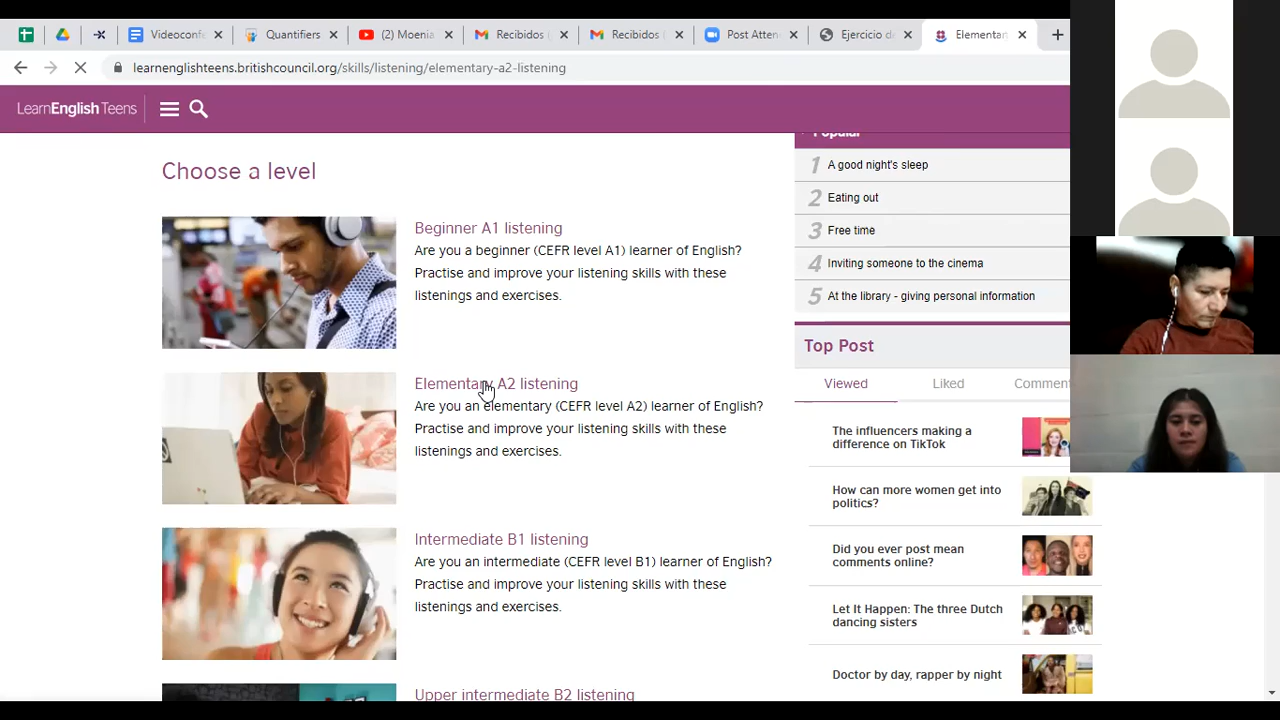 Videoconf
Quantifiers
(2) Moenia
Recibidos (
Recibidos (
Post Atten
Ejercicio d
Elementar
learnenglishteens.britishcouncil.org/skills/listening/elementary-a2-listening
LearnEnglish Teens
Choose a level
Beginner A1 listening
Are you a beginner (CEFR level A1) learner of English?
Practise and improve your listening skills with these
listenings and exercises.
Elementary A2 listening
Are you an elementary (CEFR level A2) learner of English?
Practise and improve your listening skills with these
listenings and exercises.
Intermediate B1 listening
Are you an intermediate (CEFR level B1) learner of English?
Practise and improve your listening skills with these
listenings and exercises.
Upper intermediate B2 listening
Popular
1 A good night's sleep
2 Eating out
3 Free time
4 Inviting someone to the cinema
5 At the library - giving personal information
Top Post
Viewed Liked Comment
The influencers making a
difference on TikTok
How can more women get into
politics?
Did you ever post mean
comments online?
Let It Happen: The three Dutch
dancing sisters
Doctor by day, rapper by night